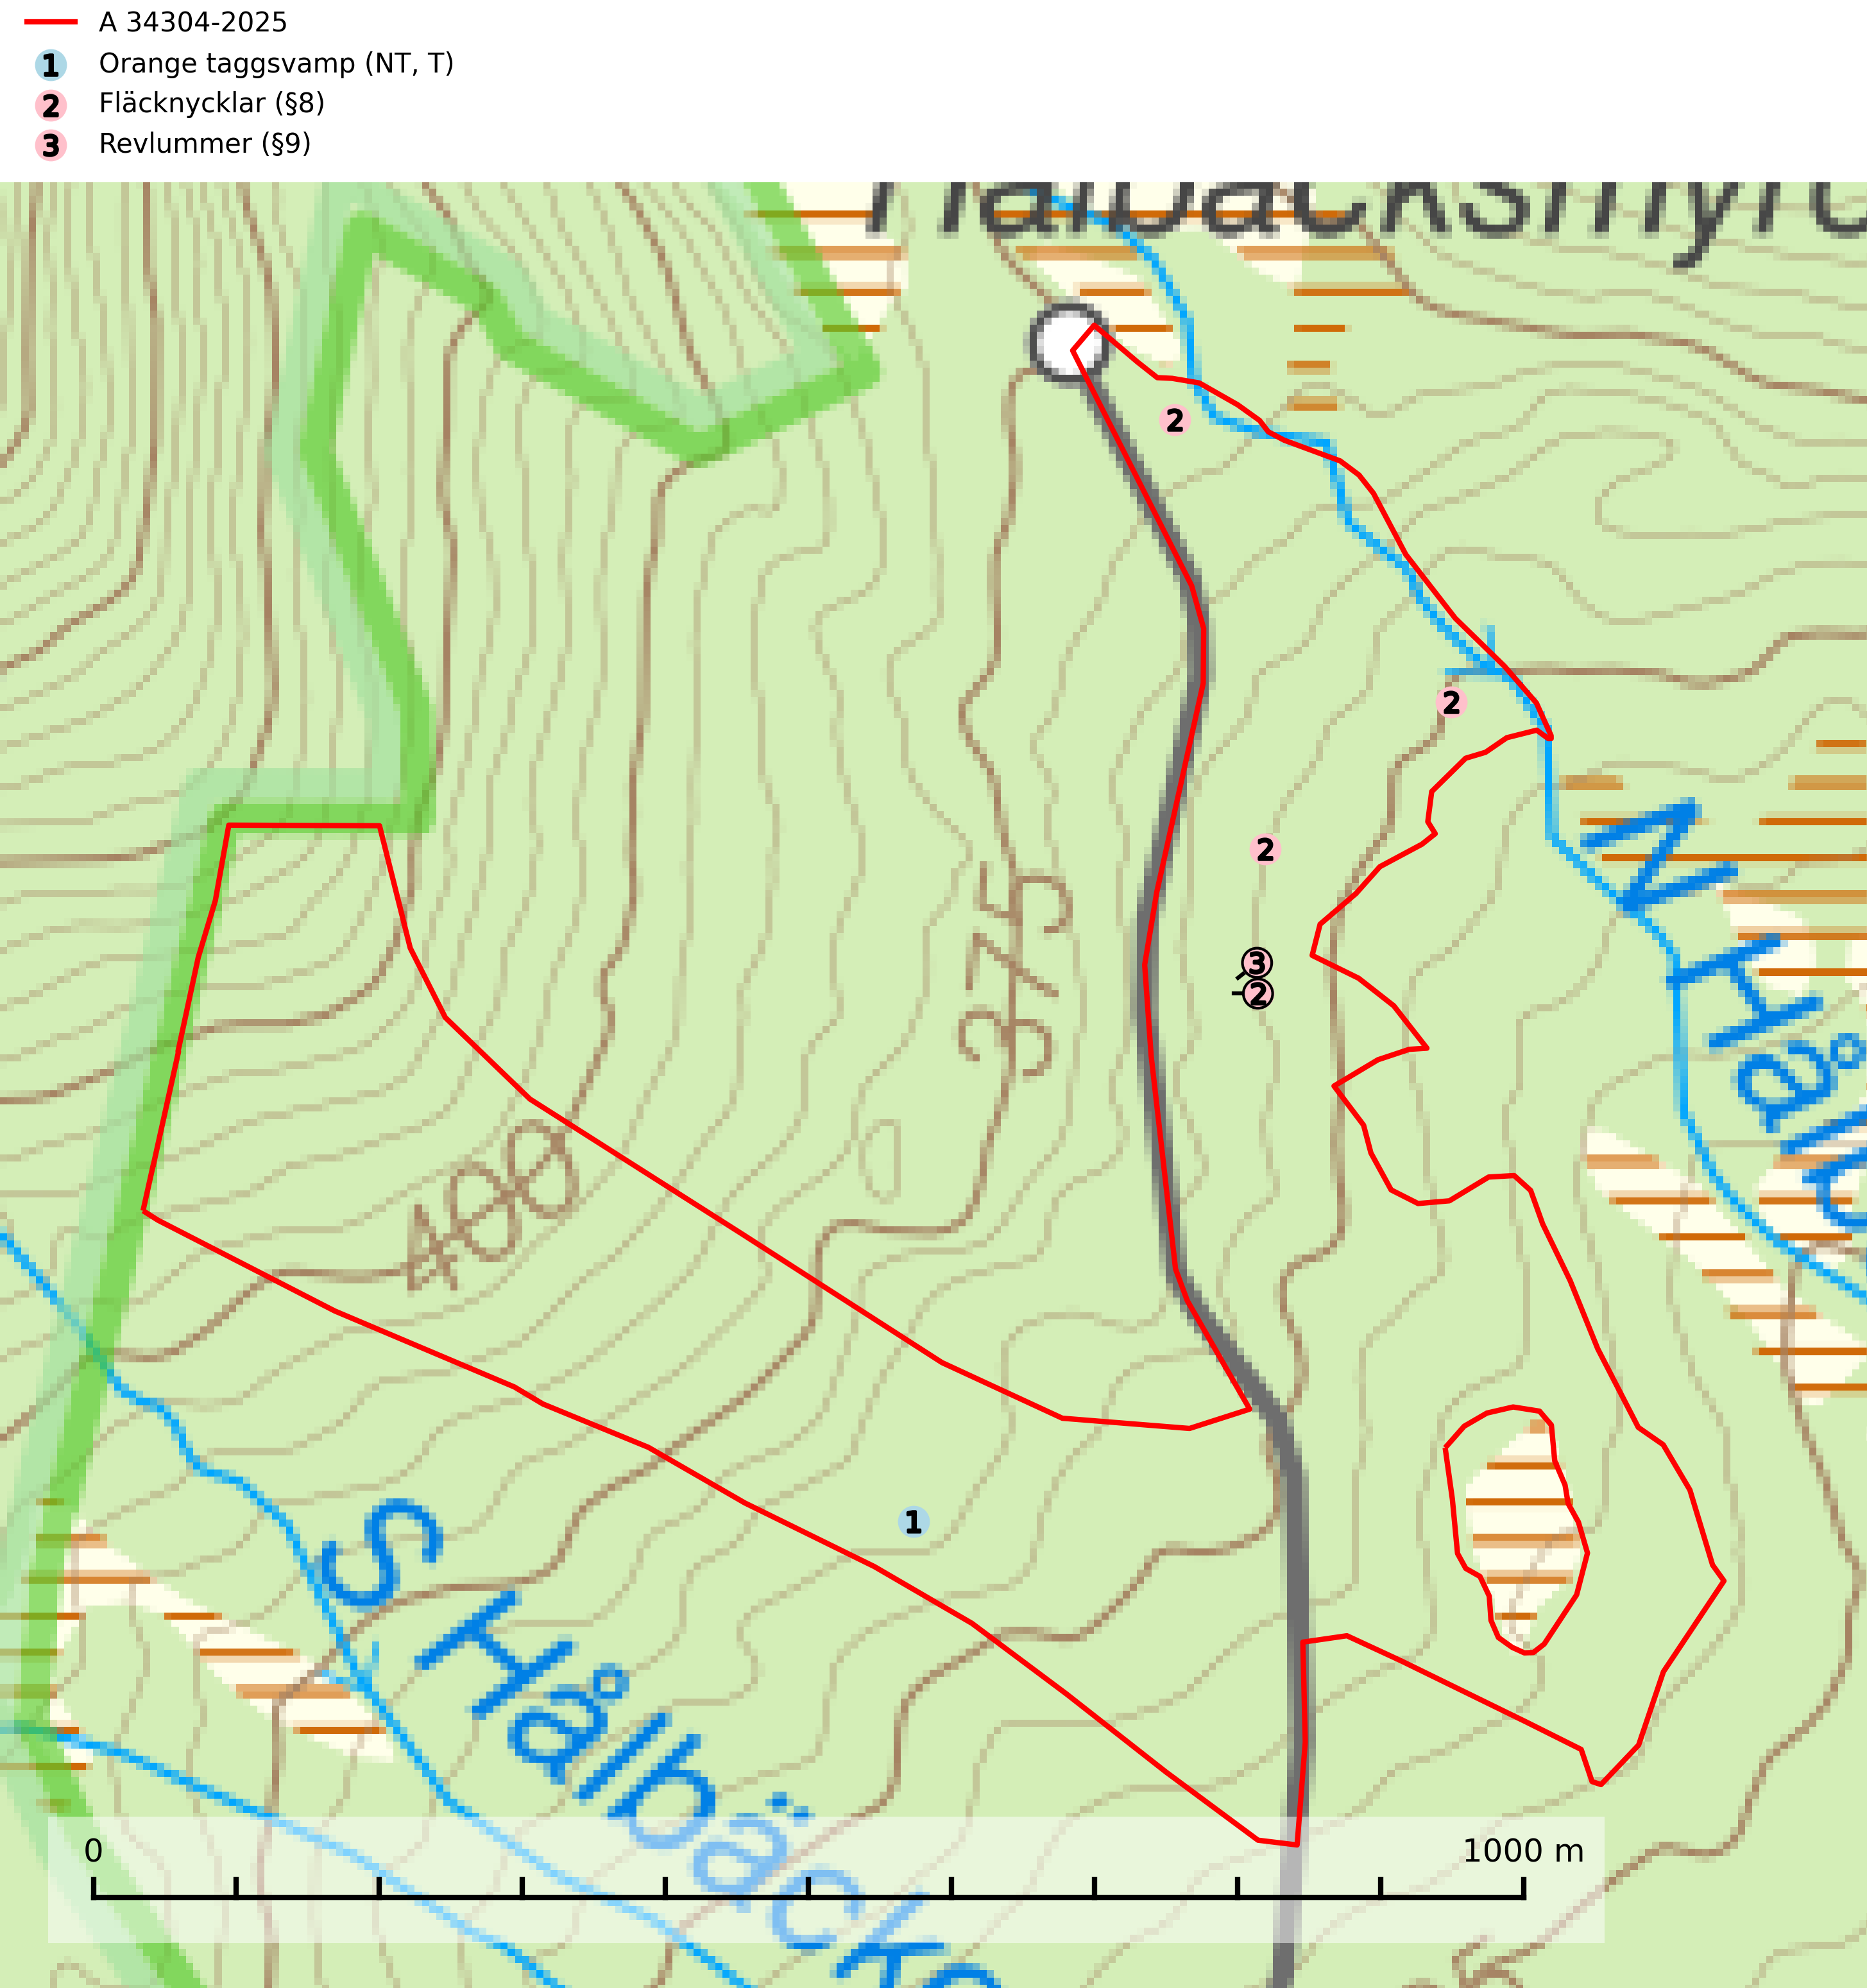 A 34304-2025
1 Orange taggsvamp (NT, T)
2 Fläcknycklar (§8)
3 Revlummer (§9)
2
2
2
375
3
2
N Hålb
400
1
S Hålbäcke
0 1000 m